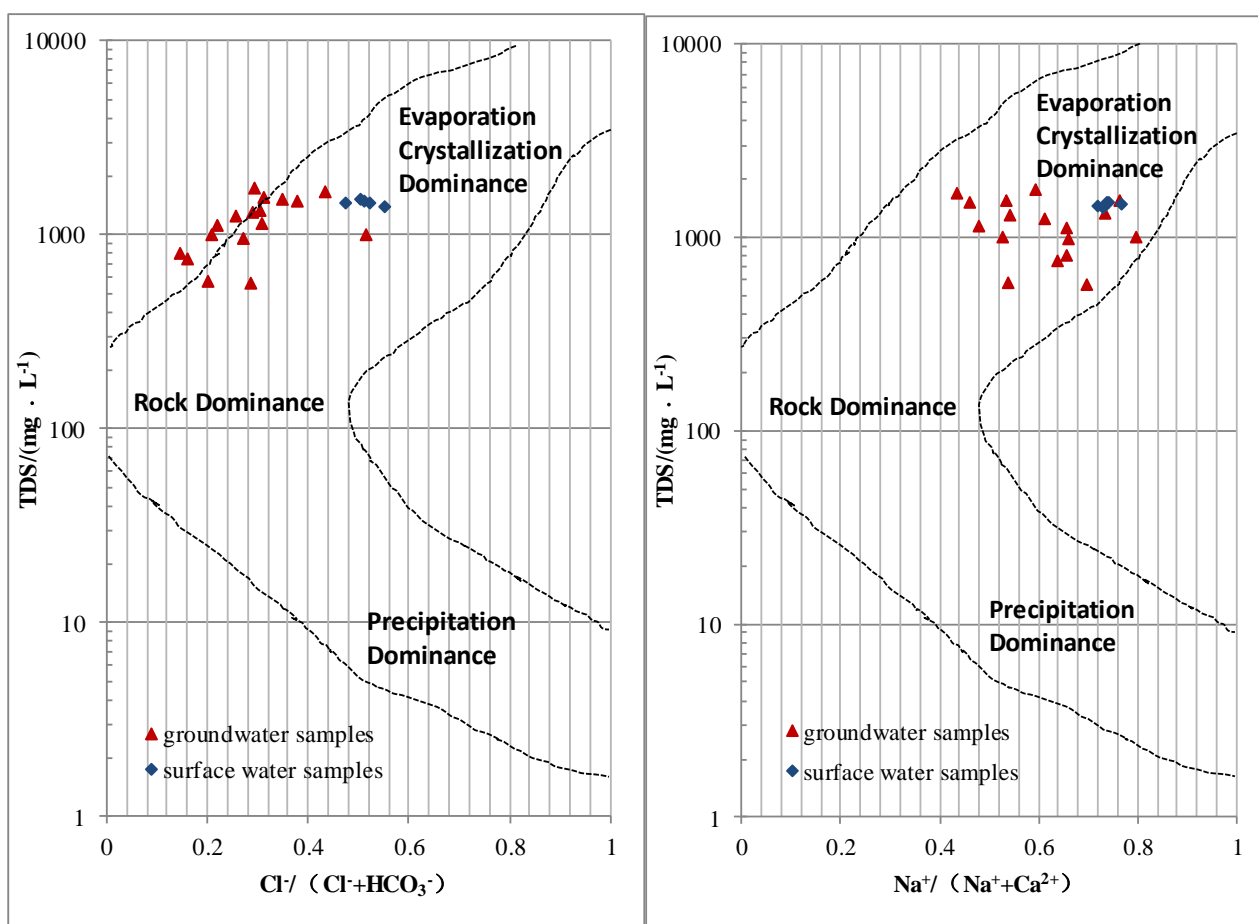 10000
1000
100
10
1
TDS/(mg · L⁻¹)
Evaporation
Crystallization
Dominance
Rock Dominance
Precipitation
Dominance
groundwater samples
surface water samples
0 0.2 0.4 0.6 0.8 1
Cl⁻/（Cl⁻+HCO₃⁻）
10000
1000
100
10
1
TDS/(mg · L⁻¹)
Evaporation
Crystallization
Dominance
Rock Dominance
Precipitation
Dominance
groundwater samples
surface water samples
0 0.2 0.4 0.6 0.8 1
Na⁺/（Na⁺+Ca²⁺）